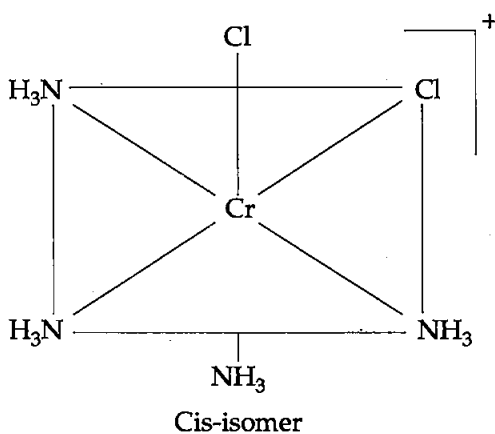 Cl
+
H₃N Cl
Cr
H₃N NH₃
NH₃
Cis-isomer